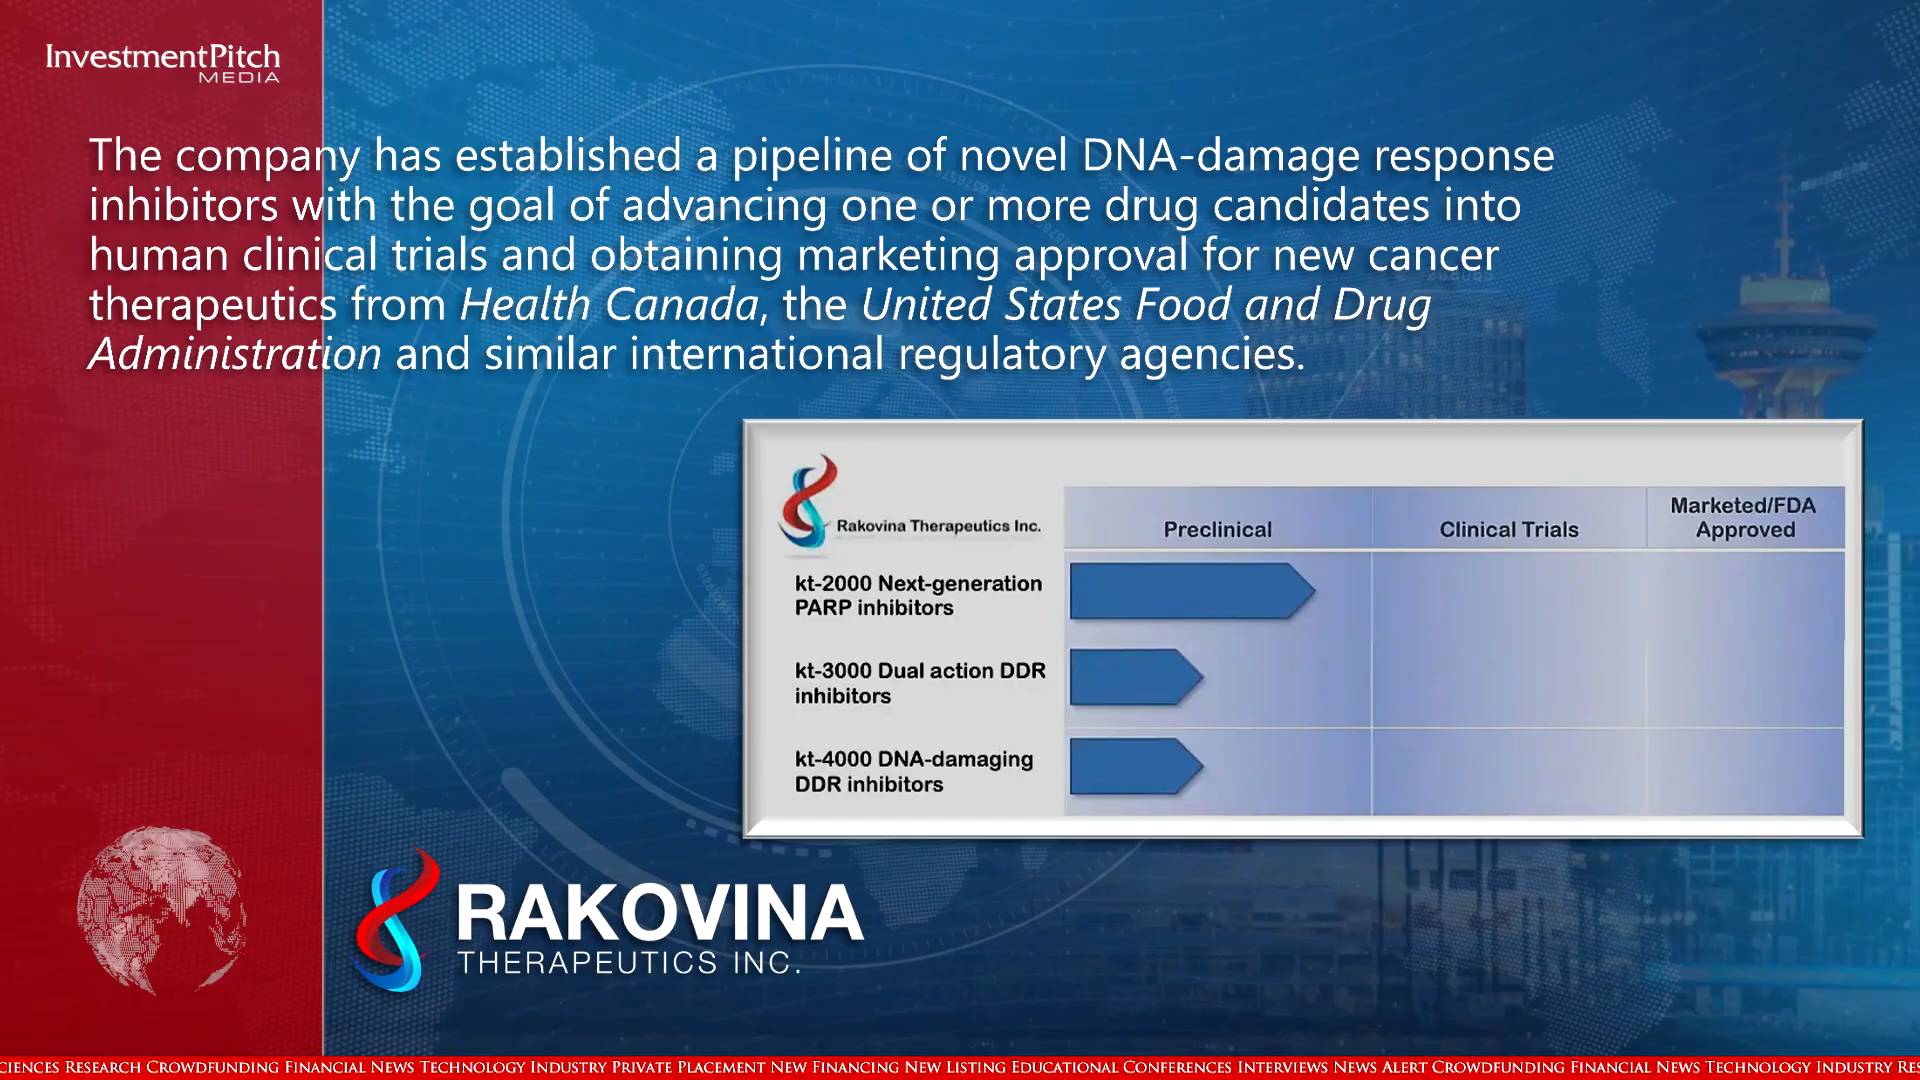 InvestmentPitch
MEDIA
The company has established a pipeline of novel DNA-damage response
inhibitors with the goal of advancing one or more drug candidates into
human clinical trials and obtaining marketing approval for new cancer
therapeutics from Health Canada, the United States Food and Drug
Administration and similar international regulatory agencies.
Rakovina Therapeutics Inc.
Preclinical
Clinical Trials
Marketed/FDA
Approved
kt-2000 Next-generation
PARP inhibitors
kt-3000 Dual action DDR
inhibitors
kt-4000 DNA-damaging
DDR inhibitors
RAKOVINA
THERAPEUTICS INC.
RESEARCH CROWDFUNDING FINANCIAL NEWS TECHNOLOGY INDUSTRY PRIVATE PLACEMENT NEW FINANCING NEW LISTING EDUCATIONAL CONFERENCES INTERVIEWS NEWS ALERT CROWDFUNDING FINANCIAL NEWS TECHNOLOGY INDUSTRY